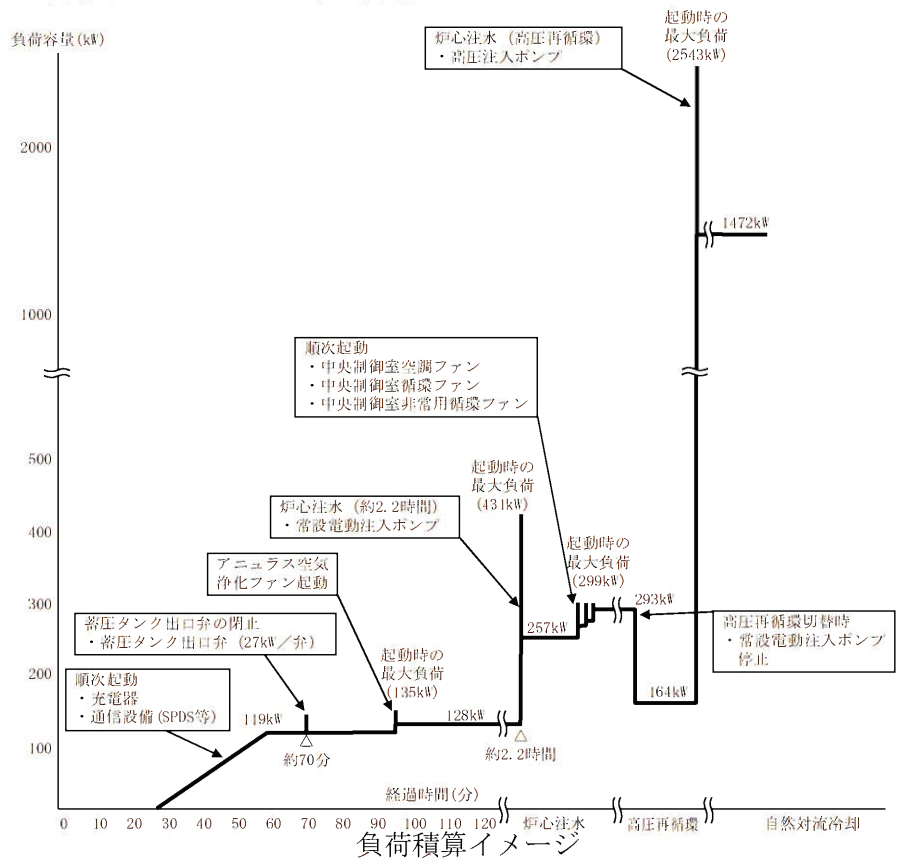 負荷容量(kW)
炉心注水 (高圧再循環)
・高圧注入ポンプ
起動時の
最大負荷
(2543kW)
2000
1472kW
1000
順次起動
・中央制御室空調ファン
・中央制御室循環ファン
・中央制御室非常用循環ファン
500
起動時の
最大負荷
(431kW)
炉心注水 (約2.2時間)
・常設電動注入ポンプ
400
起動時の
最大負荷
(299kW)
アニュラス空気
浄化ファン起動
300
293kW
257kW
高圧再循環切替時
・常設電動注入ポンプ
停止
蓄圧タンク出口弁の閉止
・蓄圧タンク出口弁 (27kW/弁)
起動時の
最大負荷
(135kW)
200
164kW
順次起動
・充電器
・通信設備(SPDS等)
119kW
128kW
100
約70分
約2.2時間
経過時間(分)
0 10 20 30 40 50 60 70 80 90 100 110 120 炉心注水 高圧再循環 自然対流冷却
負荷積算イメージ